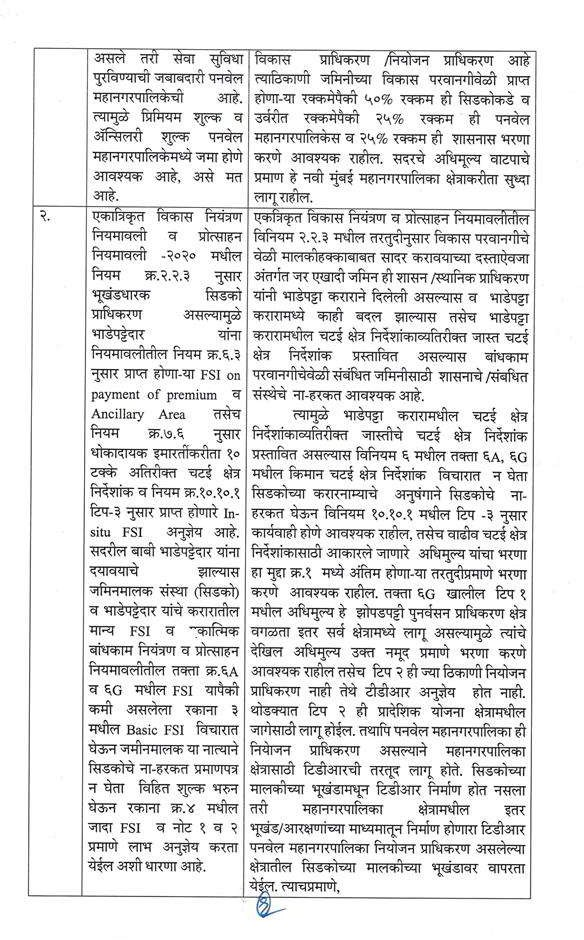 असले तरी सेवा सुविधा
पुरविण्याची जबाबदारी पनवेल
महानगरपालिकेची आहे.
त्यामुळे प्रिमियम शुल्क व
ॲन्सिलरी शुल्क पनवेल
महानगरपालिकेमध्ये जमा होणे
आवश्यक आहे, असे मत
आहे.
विकास प्राधिकरण /नियोजन प्राधिकरण आहे
त्याठिकाणी जमिनीच्या विकास परवानगीवेळी प्राप्त
होणा-या रक्कमेपैकी ५०% रक्कम ही सिडकोकडे व
उर्वरीत रक्कमेपैकी २५% रक्कम ही पनवेल
महानगरपालिकेस व २५% रक्कम ही शासनास भरणा
करणे आवश्यक राहील. सदरचे अधिमूल्य वाटपाचे
प्रमाण हे नवी मुंबई महानगरपालिका क्षेत्राकरीता सुध्दा
लागू राहील.
२.
एकात्रिकृत विकास नियंत्रण
नियमावली व प्रोत्साहन
नियमावली -२०२० मधील
नियम क्र.२.२.३ नुसार
भूखंडधारक सिडको
प्राधिकरण असल्यामुळे
भाडेपट्टेदार यांना
नियमावलीतील नियम क्र.६.३
नुसार प्राप्त होणा-या FSI on
payment of premium व
Ancillary Area तसेच
नियम क्र.७.६ नुसार
धोकादायक इमारतींकरीता १०
टक्के अतिरीक्त चटई क्षेत्र
निर्देशांक व नियम क्र.१०.१०.१
टिप-३ नुसार प्राप्त होणारे In-
situ FSI अनुज्ञेय आहे.
सदरील बाबी भाडेपट्टेदार यांना
दयावयाचे झाल्यास
जमिनमालक संस्था (सिडको)
व भाडेपट्टेदार यांचे करारातील
मान्य FSI व कात्मिक
बांधकाम नियंत्रण व प्रोत्साहन
नियमावलीतील तक्ता क्र.६A
व ६G मधील FSI यापैकी
कमी असलेला रकाना ३
मधील Basic FSI विचारात
घेऊन जमीनमालक या नात्याने
सिडकोचे ना-हरकत प्रमाणपत्र
न घेता विहित शुल्क भरुन
घेऊन रकाना क्र.४ मधील
जादा FSI व नोट १ व २
प्रमाणे लाभ अनुज्ञेय करता
येईल अशी धारणा आहे.
एकत्रिकृत विकास नियंत्रण व प्रोत्साहन नियमावलीतील
विनियम २.२.३ मधील तरतुदीनुसार विकास परवानगीचे
वेळी मालकीहक्काबाबत सादर करावयाच्या दस्ताऐवजा
अंतर्गत जर एखादी जमिन ही शासन /स्थानिक प्राधिकरण
यांनी भाडेपट्टा कराराने दिलेली असल्यास व भाडेपट्टा
करारामध्ये काही बदल झाल्यास तसेच भाडेपट्टा
करारामधील चटई क्षेत्र निर्देशांकाव्यतिरीक्त जास्त चटई
क्षेत्र निर्देशांक प्रस्तावित असल्यास बांधकाम
परवानगीचेवेळी संबंधित जमिनीसाठी शासनाचे /संबधित
संस्थेचे ना-हरकत आवश्यक आहे.
त्यामुळे भाडेपट्टा करारामधील चटई क्षेत्र
निर्देशांकाव्यतिरीक्त जास्तीचे चटई क्षेत्र निर्देशांक
प्रस्तावित असल्यास विनियम ६ मधील तक्ता ६A, ६G
मधील किमान चटई क्षेत्र निर्देशांक विचारात न घेता
सिडकोच्या करारनाम्याचे अनुषंगाने सिडकोचे ना-
हरकत घेऊन विनियम १०.१०.१ मधील टिप -३ नुसार
कार्यवाही होणे आवश्यक राहील, तसेच वाढीव चटई क्षेत्र
निर्देशांकासाठी आकारले जाणारे अधिमुल्य यांचा भरणा
हा मुद्दा क्र.१ मध्ये अंतिम होणा-या तरतुदीप्रमाणे भरणा
करणे आवश्यक राहील. तक्ता ६G खालील टिप १
मधील अधिमुल्य हे झोपडपट्टी पुनर्वसन प्राधिकरण क्षेत्र
वगळता इतर सर्व क्षेत्रामध्ये लागू असल्यामुळे त्यांचे
देखिल अधिमुल्य उक्त नमूद प्रमाणे भरणा करणे
आवश्यक राहील तसेच टिप २ ही ज्या ठिकाणी नियोजन
प्राधिकरण नाही तेथे टीडीआर अनुज्ञेय होत नाही.
थोडक्यात टिप २ ही प्रादेशिक योजना क्षेत्रामधील
जागेसाठी लागू होईल. तथापि पनवेल महानगरपालिका ही
नियोजन प्राधिकरण असल्याने महानगरपालिका
क्षेत्रासाठी टिडीआरची तरतूद लागू होते. सिडकोच्या
मालकीच्या भूखंडामधून टिडीआर निर्माण होत नसला
तरी महानगरपालिका क्षेत्रामधील इतर
भूखंड/आरक्षणांच्या माध्यमातून निर्माण होणारा टिडीआर
पनवेल महानगरपालिका नियोजन प्राधिकरण असलेल्या
क्षेत्रातील सिडकोच्या मालकीच्या भूखंडावर वापरता
येईल. त्याचप्रमाणे,